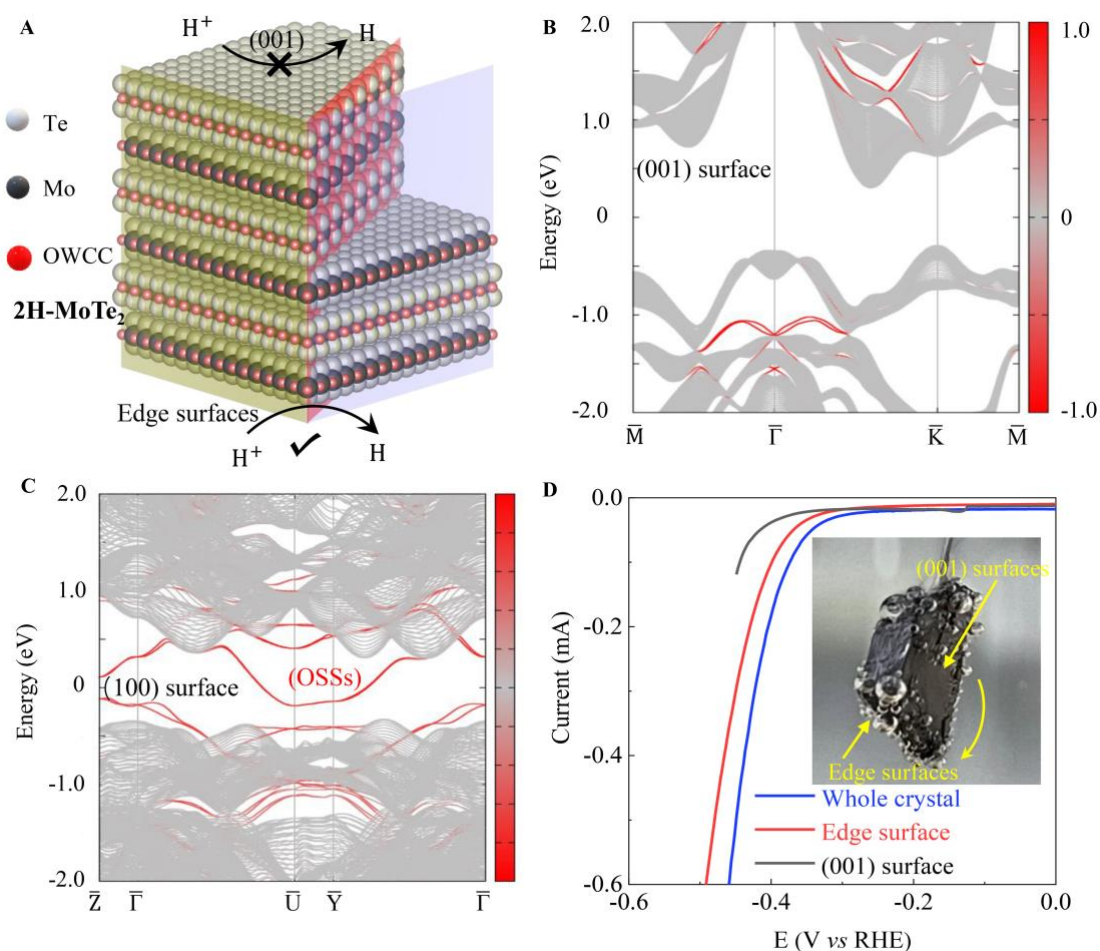 A
H⁺
(001)
H
Te
Mo
OWCC
2H-MoTe₂
Edge surfaces
H⁺
H
B
2.0
1.0
0
-1.0
-2.0
Energy (eV)
(001) surface
M̅
Γ̅
K̅
M̅
1.0
0
-1.0
C
2.0
1.0
0
-1.0
-2.0
Energy (eV)
(100) surface
(OSSs)
Z̅
Γ̅
U̅
Y̅
Γ̅
D
0.0
-0.2
-0.4
-0.6
Current (mA)
(001) surfaces
Edge surfaces
Whole crystal
Edge surface
(001) surface
-0.6
-0.4
-0.2
0.0
E (V vs RHE)